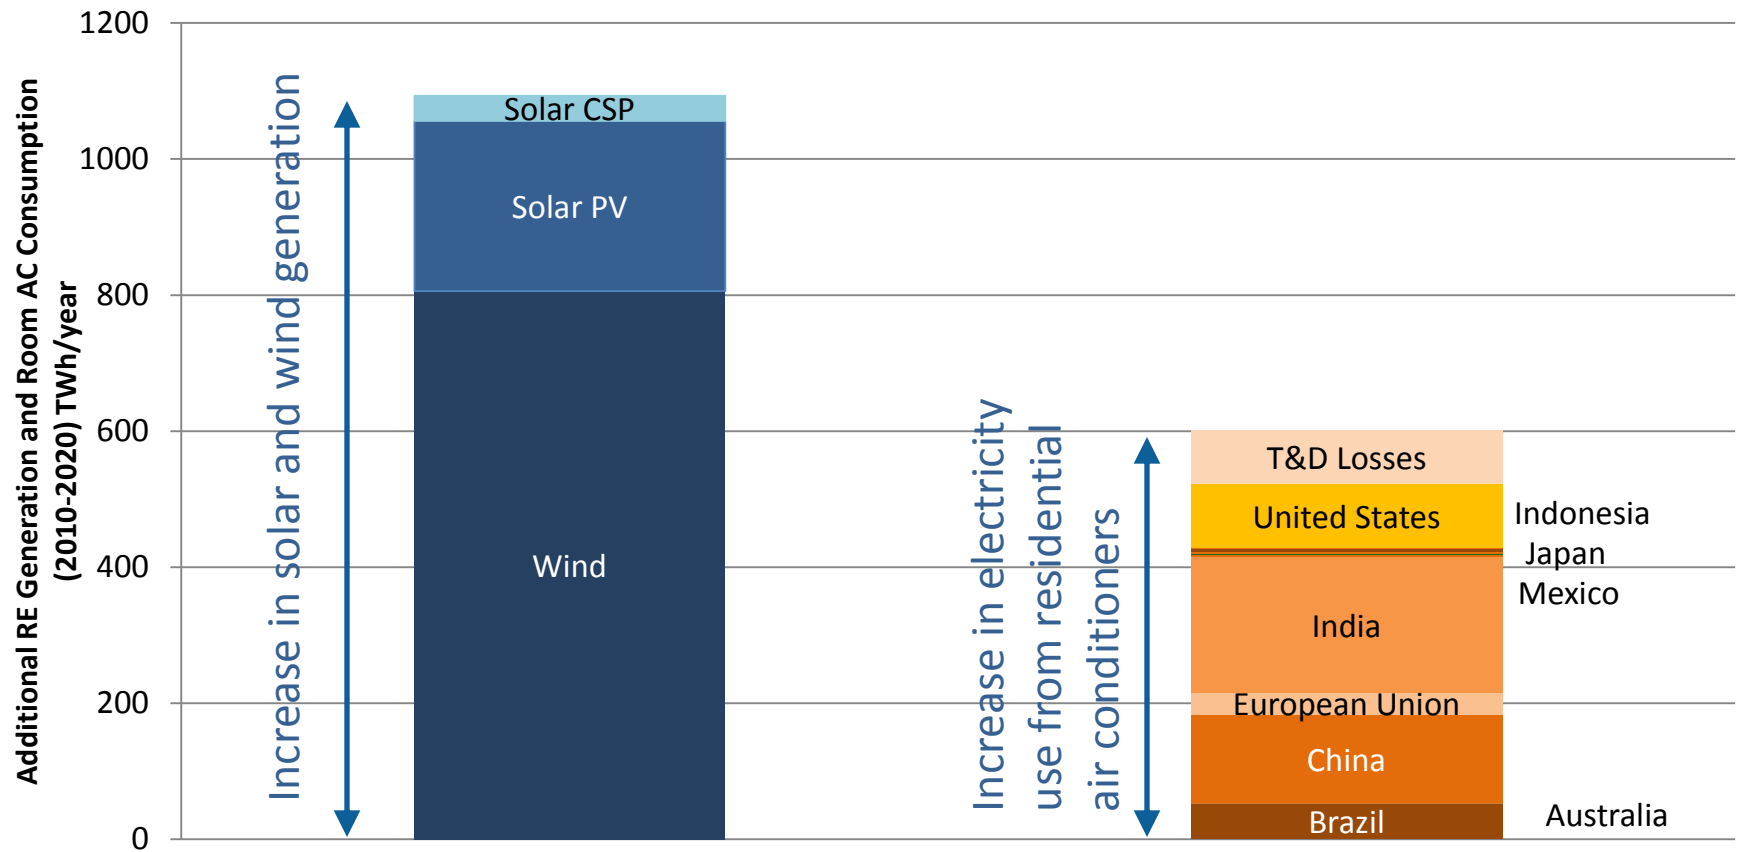 Additional RE Generation and Room AC Consumption
(2010-2020) TWh/year
1200
1000
800
600
400
200
0
Increase in solar and wind generation
Solar CSP
Solar PV
Wind
Increase in electricity
use from residential
air conditioners
T&D Losses
United States
India
European Union
China
Brazil
Indonesia
Japan
Mexico
Australia